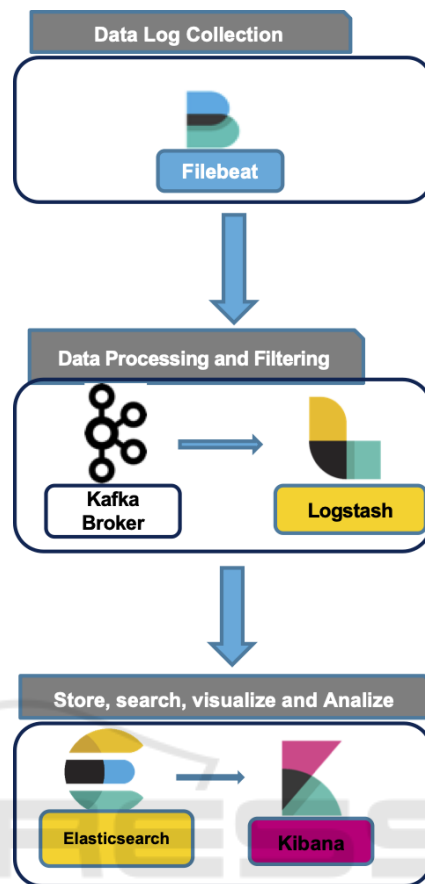 Data Log Collection
Filebeat
Data Processing and Filtering
Kafka
Broker
Logstash
Store, search, visualize and Analize
Elasticsearch
Kibana